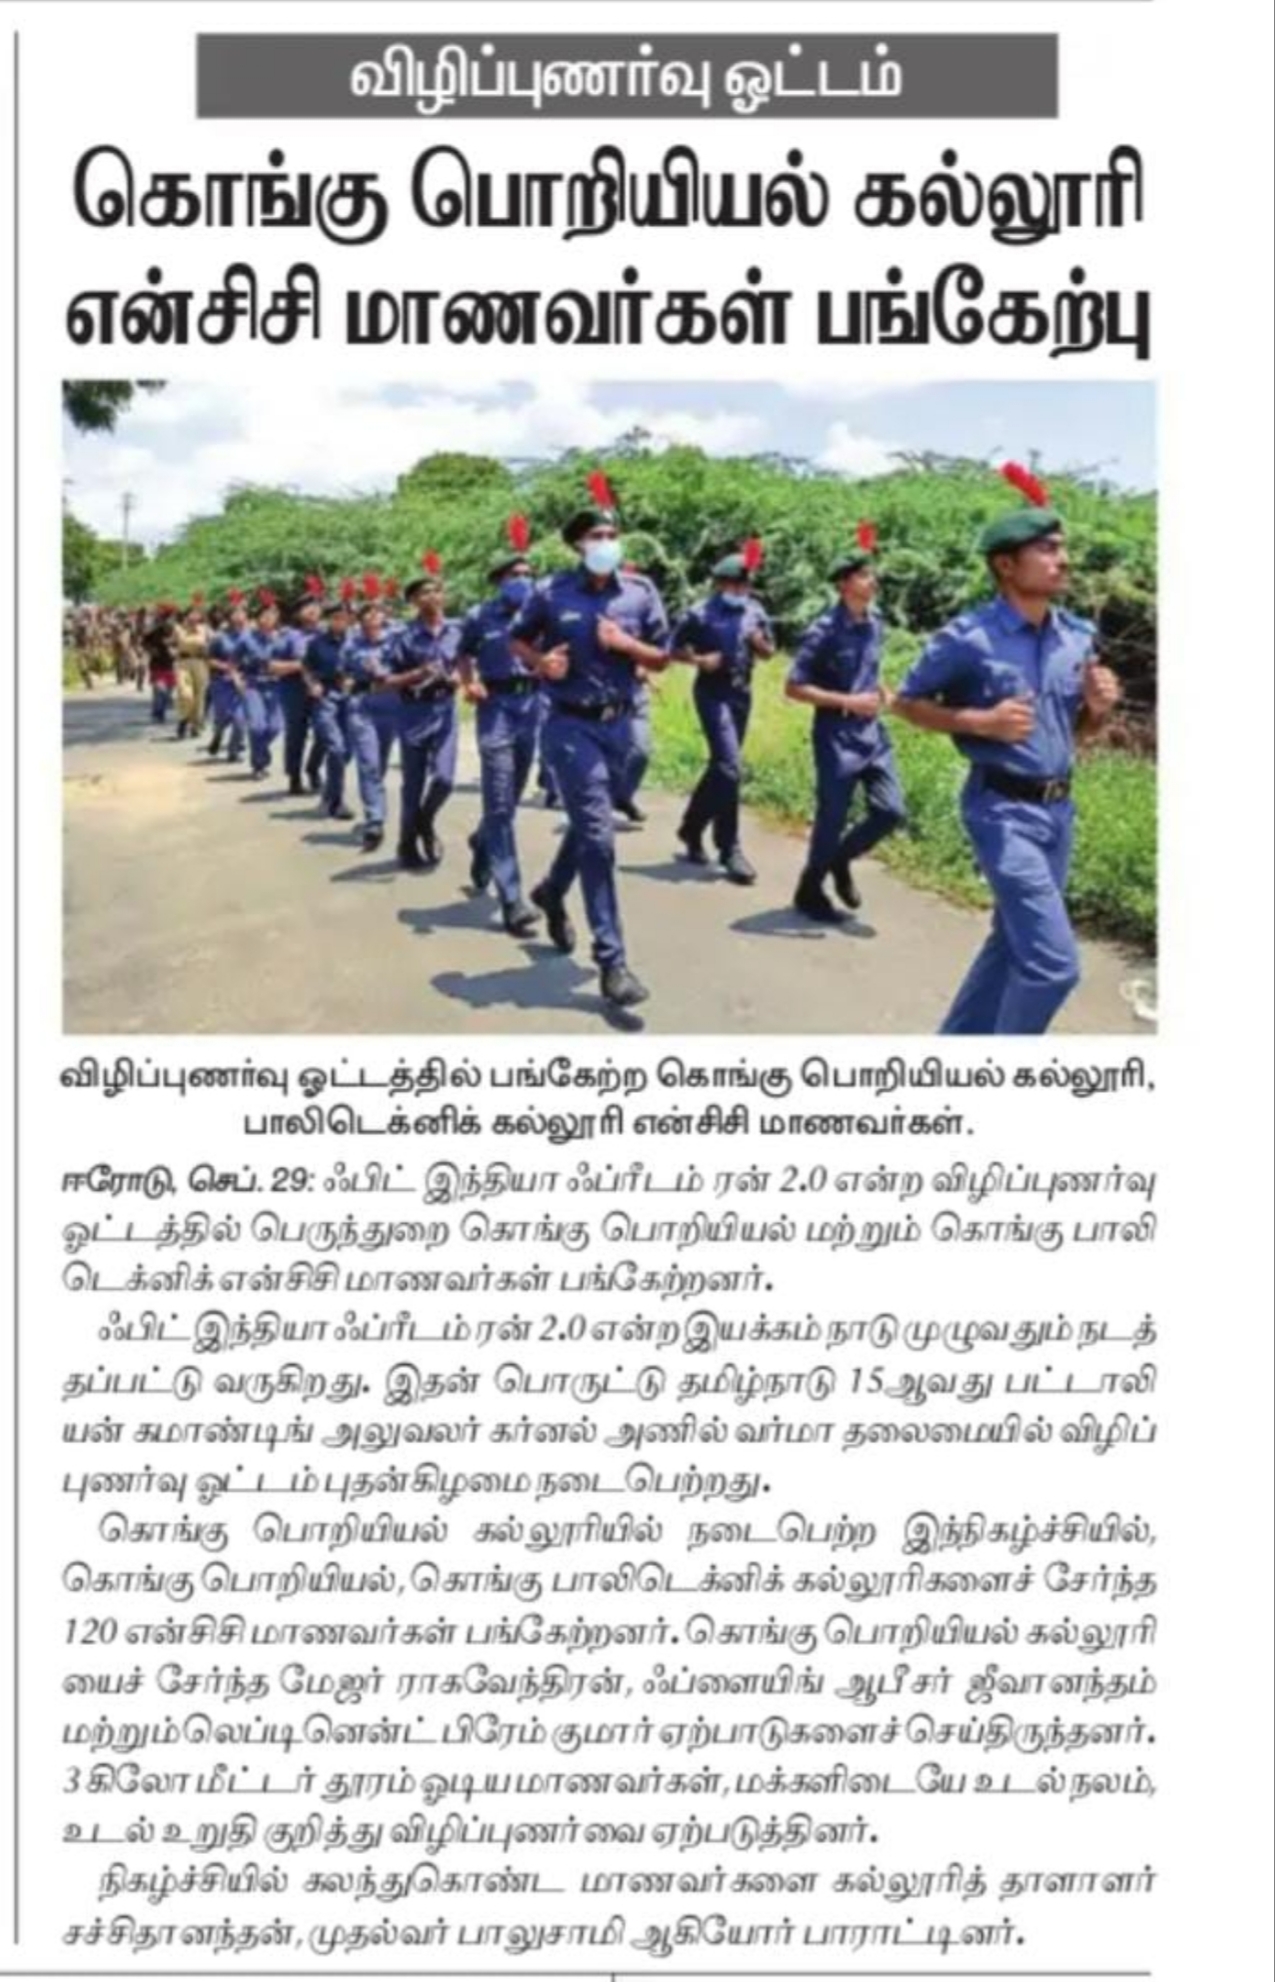 விழிப்புணர்வு ஓட்டம்
கொங்கு பொறியியல் கல்லூரி
என்சிசி மாணவர்கள் பங்கேற்பு
விழிப்புணர்வு ஓட்டத்தில் பங்கேற்ற கொங்கு பொறியியல் கல்லூரி,
பாலிடெக்னிக் கல்லூரி என்சிசி மாணவர்கள்.
ஈரோடு, செப். 29: ஃபிட் இந்தியா ஃப்ரீடம் ரன் 2.0 என்ற விழிப்புணர்வு
ஓட்டத்தில் பெருந்துறை கொங்கு பொறியியல் மற்றும் கொங்கு பாலி
டெக்னிக் என்சிசி மாணவர்கள் பங்கேற்றனர்.
ஃபிட் இந்தியா ஃப்ரீடம் ரன் 2.0 என்ற இயக்கம் நாடு முழுவதும் நடத்
தப்பட்டு வருகிறது. இதன் பொருட்டு தமிழ்நாடு 15ஆவது பட்டாலி
யன் கமாண்டிங் அலுவலர் கர்னல் அணில் வர்மா தலைமையில் விழிப்
புணர்வு ஓட்டம் புதன்கிழமை நடைபெற்றது.
கொங்கு பொறியியல் கல்லூரியில் நடைபெற்ற இந்நிகழ்ச்சியில்,
கொங்கு பொறியியல், கொங்கு பாலிடெக்னிக் கல்லூரிகளைச் சேர்ந்த
120 என்சிசி மாணவர்கள் பங்கேற்றனர். கொங்கு பொறியியல் கல்லூரி
யைச் சேர்ந்த மேஜர் ராகவேந்திரன், ஃப்ளையிங் ஆபீசர் ஜீவானந்தம்
மற்றும் லெப்டினென்ட் பிரேம் குமார் ஏற்பாடுகளைச் செய்திருந்தனர்.
3 கிலோ மீட்டர் தூரம் ஓடிய மாணவர்கள், மக்களிடையே உடல் நலம்,
உடல் உறுதி குறித்து விழிப்புணர்வை ஏற்படுத்தினர்.
நிகழ்ச்சியில் கலந்துகொண்ட மாணவர்களை கல்லூரித் தாளாளர்
சச்சிதானந்தன், முதல்வர் பாலுசாமி ஆகியோர் பாராட்டினர்.